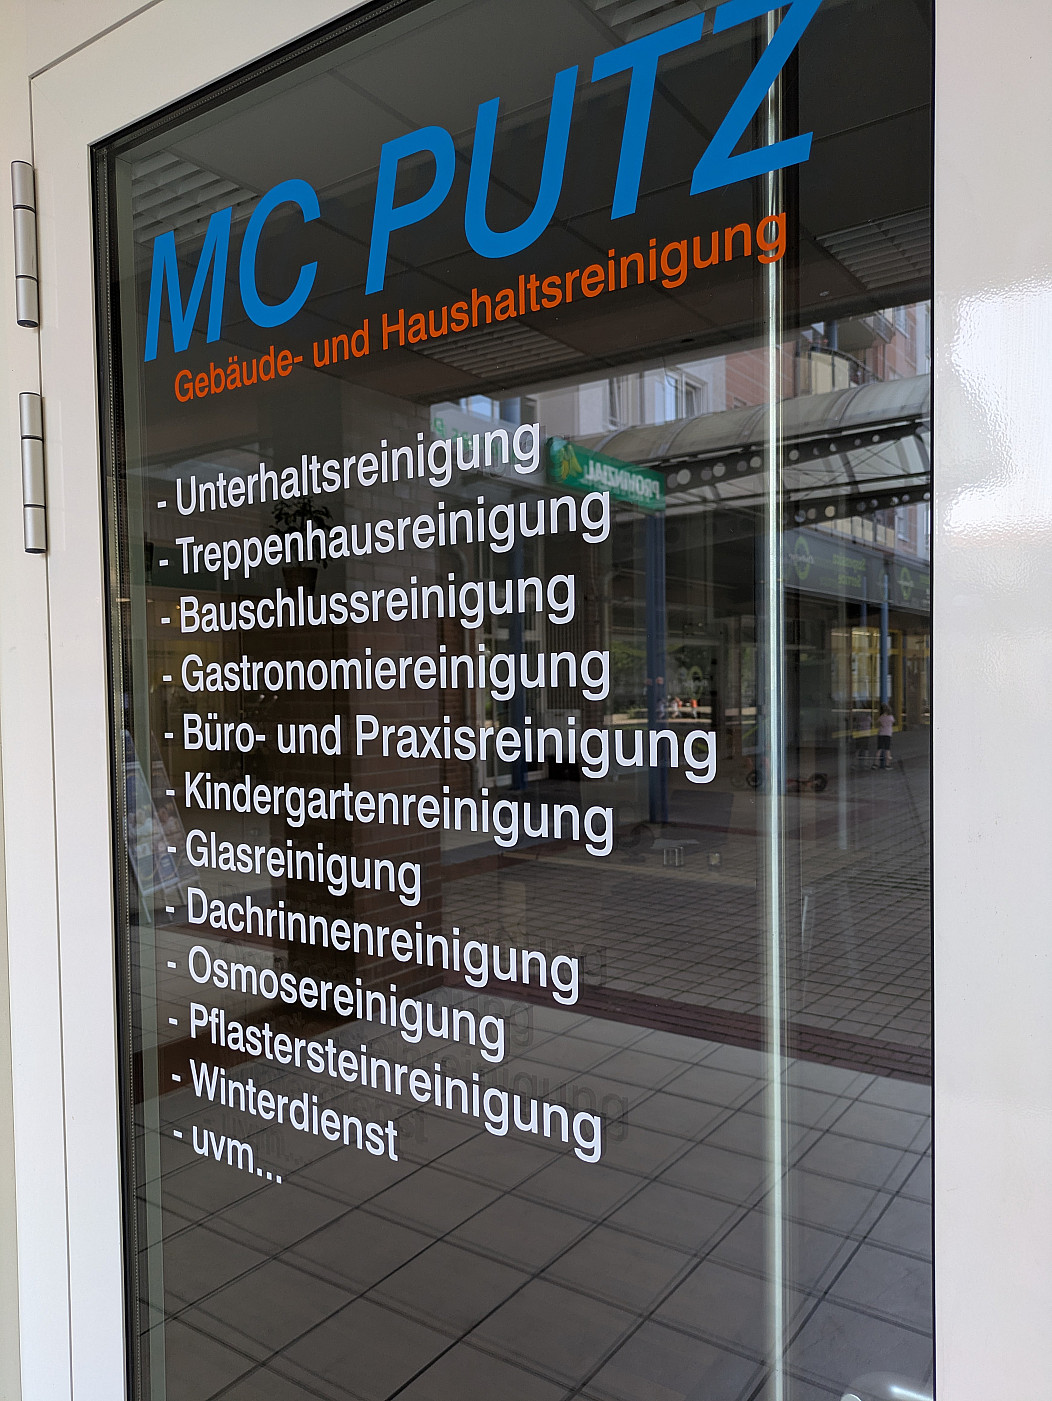 MC PUTZ
Gebäude- und Haushaltsreinigung
- Unterhaltsreinigung
- Treppenhausreinigung
- Bauschlussreinigung
- Gastronomiereinigung
- Büro- und Praxisreinigung
- Kindergartenreinigung
- Glasreinigung
- Dachrinnenreinigung
- Osmosereinigung
- Pflastersteinreinigung
- Winterdienst
- uvm...
PROVINZIAL